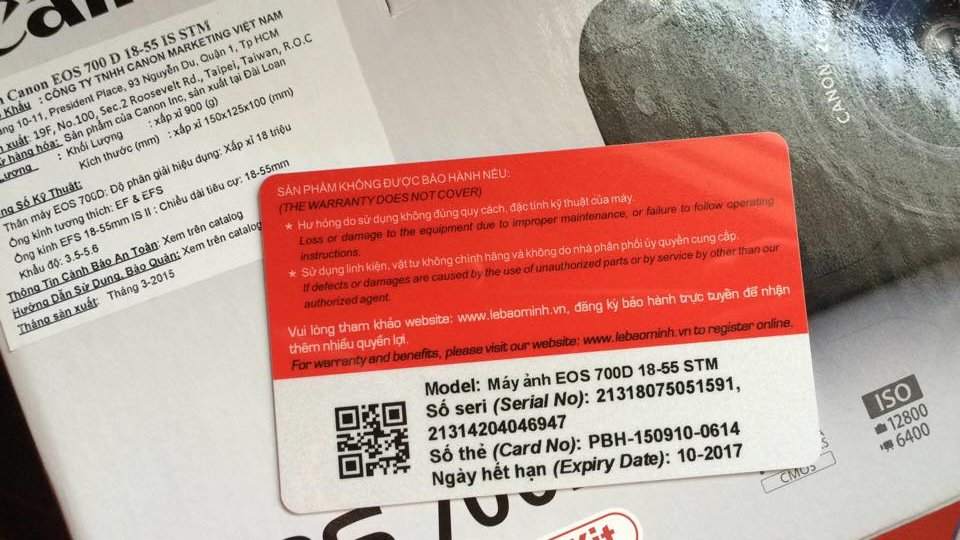 Canon
Canon EOS 700 D 18-55 IS STM
Khẩu : CÔNG TY TNHH CANON MARKETING VIỆT NAM
10-11, President Place, 93 Nguyễn Du, Quận 1, Tp HCM
xuất: 19F, No.100, Sec.2 Roosevelt Rd., Taipei, Taiwan, R.O.C
hàng hóa: Sản phẩm của Canon Inc, sản xuất tại Đài Loan
: Khối Lượng : xấp xỉ 900 (g)
Kích thước (mm) : xấp xỉ 150x125x100 (mm)
Số Kỹ Thuật:
Thân máy EOS 700D: Độ phân giải hiệu dụng: Xấp xỉ 18 triệu
Ống kính tương thích: EF & EFS
Ống kính EFS 18-55mm IS II : Chiều dài tiêu cự: 18-55mm
Khẩu độ: 3.5-5.6
Thông Tin Cảnh Báo An Toàn: Xem trên catalog
Hướng Dẫn Sử Dụng, Bảo Quản: Xem trên catalog
Tháng sản xuất: Tháng 3-2015
SẢN PHẨM KHÔNG ĐƯỢC BẢO HÀNH NẾU:
(THE WARRANTY DOES NOT COVER)
* Hư hỏng do sử dụng không đúng quy cách, đặc tính kỹ thuật của máy.
Loss or damage to the equipment due to improper maintenance, or failure to follow operating
instructions.
* Sử dụng linh kiện, vật tư không chính hãng và không do nhà phân phối ủy quyền cung cấp.
If defects or damages are caused by the use of unauthorized parts or by service by other than our
authorized agent.
Vui lòng tham khảo website: www.lebaominh.vn, đăng ký bảo hành trực tuyến để nhận
thêm nhiều quyền lợi.
For warranty and benefits, please visit our website: www.lebaominh.vn to register online.
Model: Máy ảnh EOS 700D 18-55 STM
Số seri (Serial No): 21318075051591,
21314204046947
Số thẻ (Card No): PBH-150910-0614
Ngày hết hạn (Expiry Date): 10-2017
CANON
ISO
12800
6400
CMOS
Kit